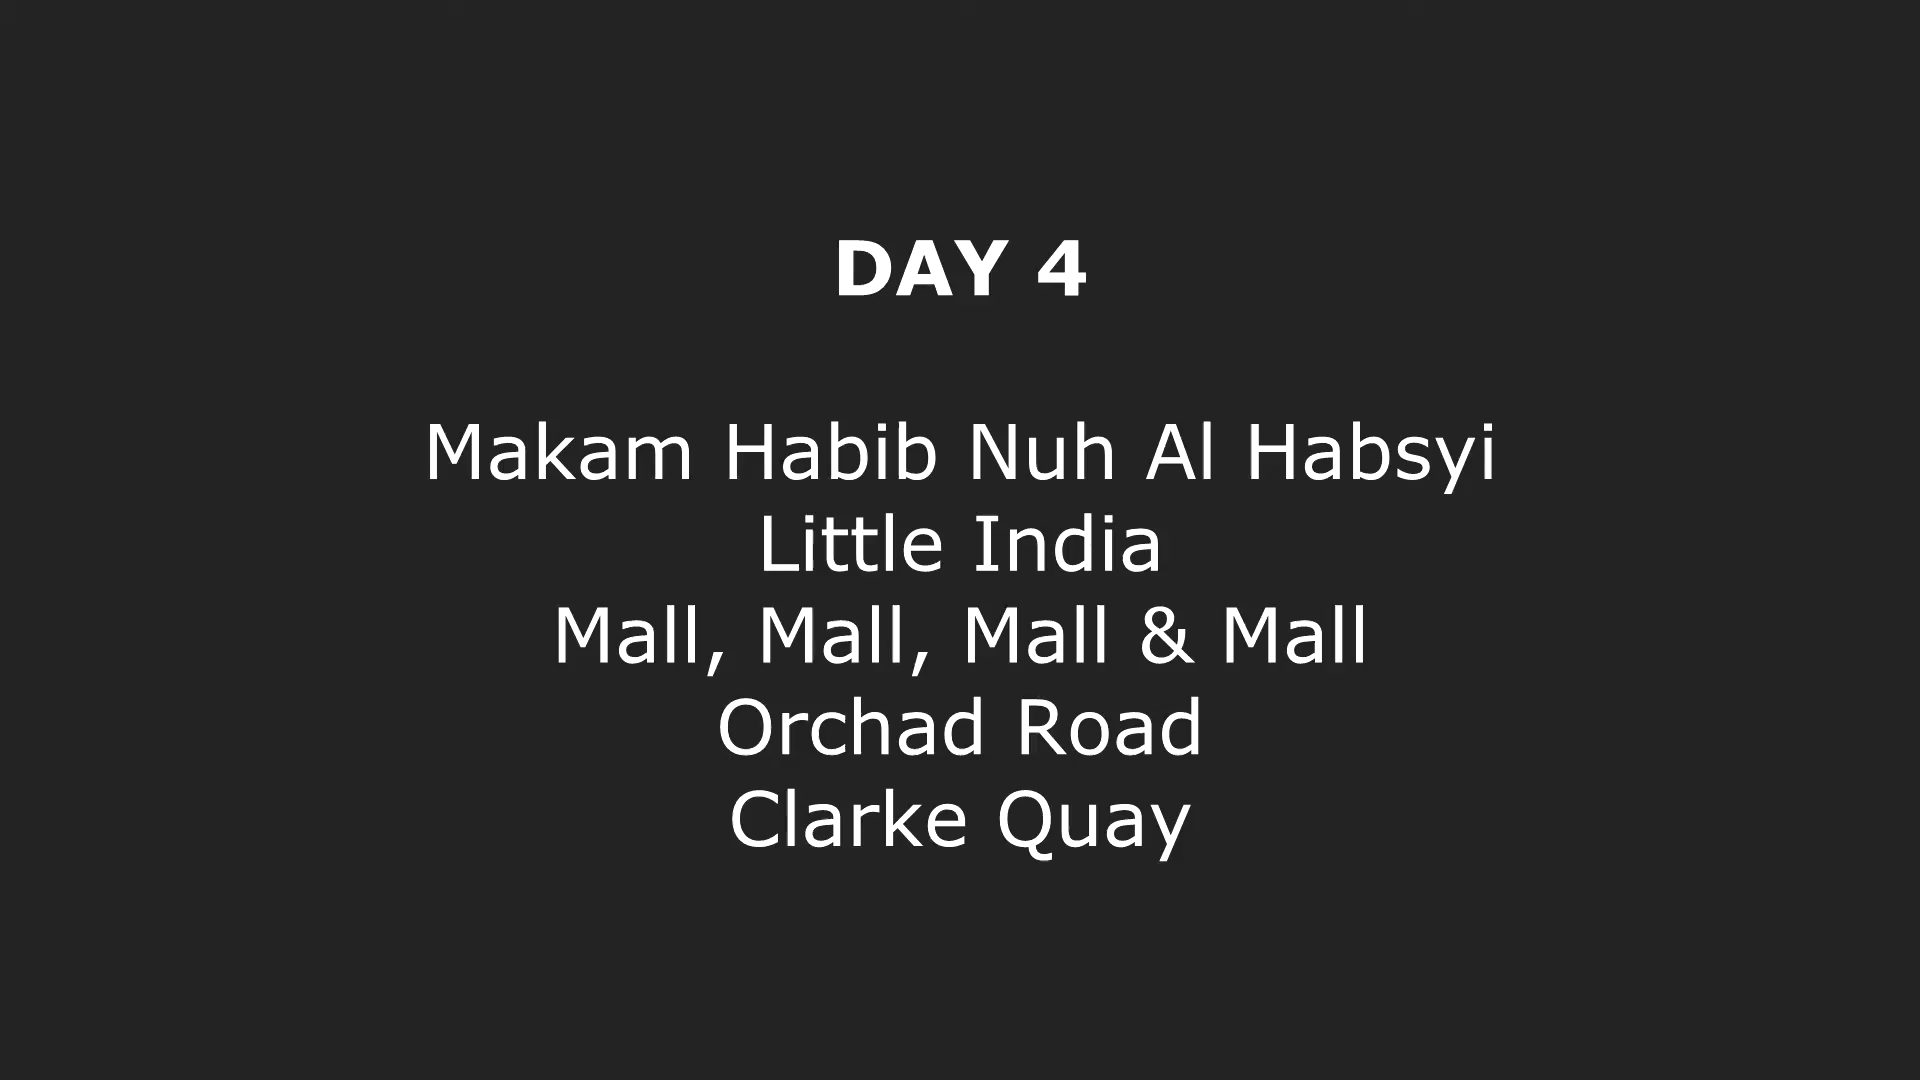 DAY 4
Makam Habib Nuh Al Habsyi
Little India
Mall, Mall, Mall & Mall
Orchad Road
Clarke Quay